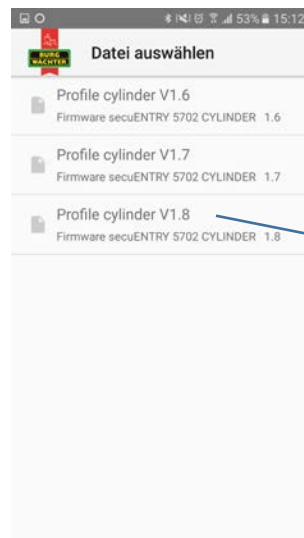 53% 15:12
BURG
WÄCHTER
Datei auswählen
Profile cylinder V1.6
Firmware secuENTRY 5702 CYLINDER 1.6
Profile cylinder V1.7
Firmware secuENTRY 5702 CYLINDER 1.7
Profile cylinder V1.8
Firmware secuENTRY 5702 CYLINDER 1.8